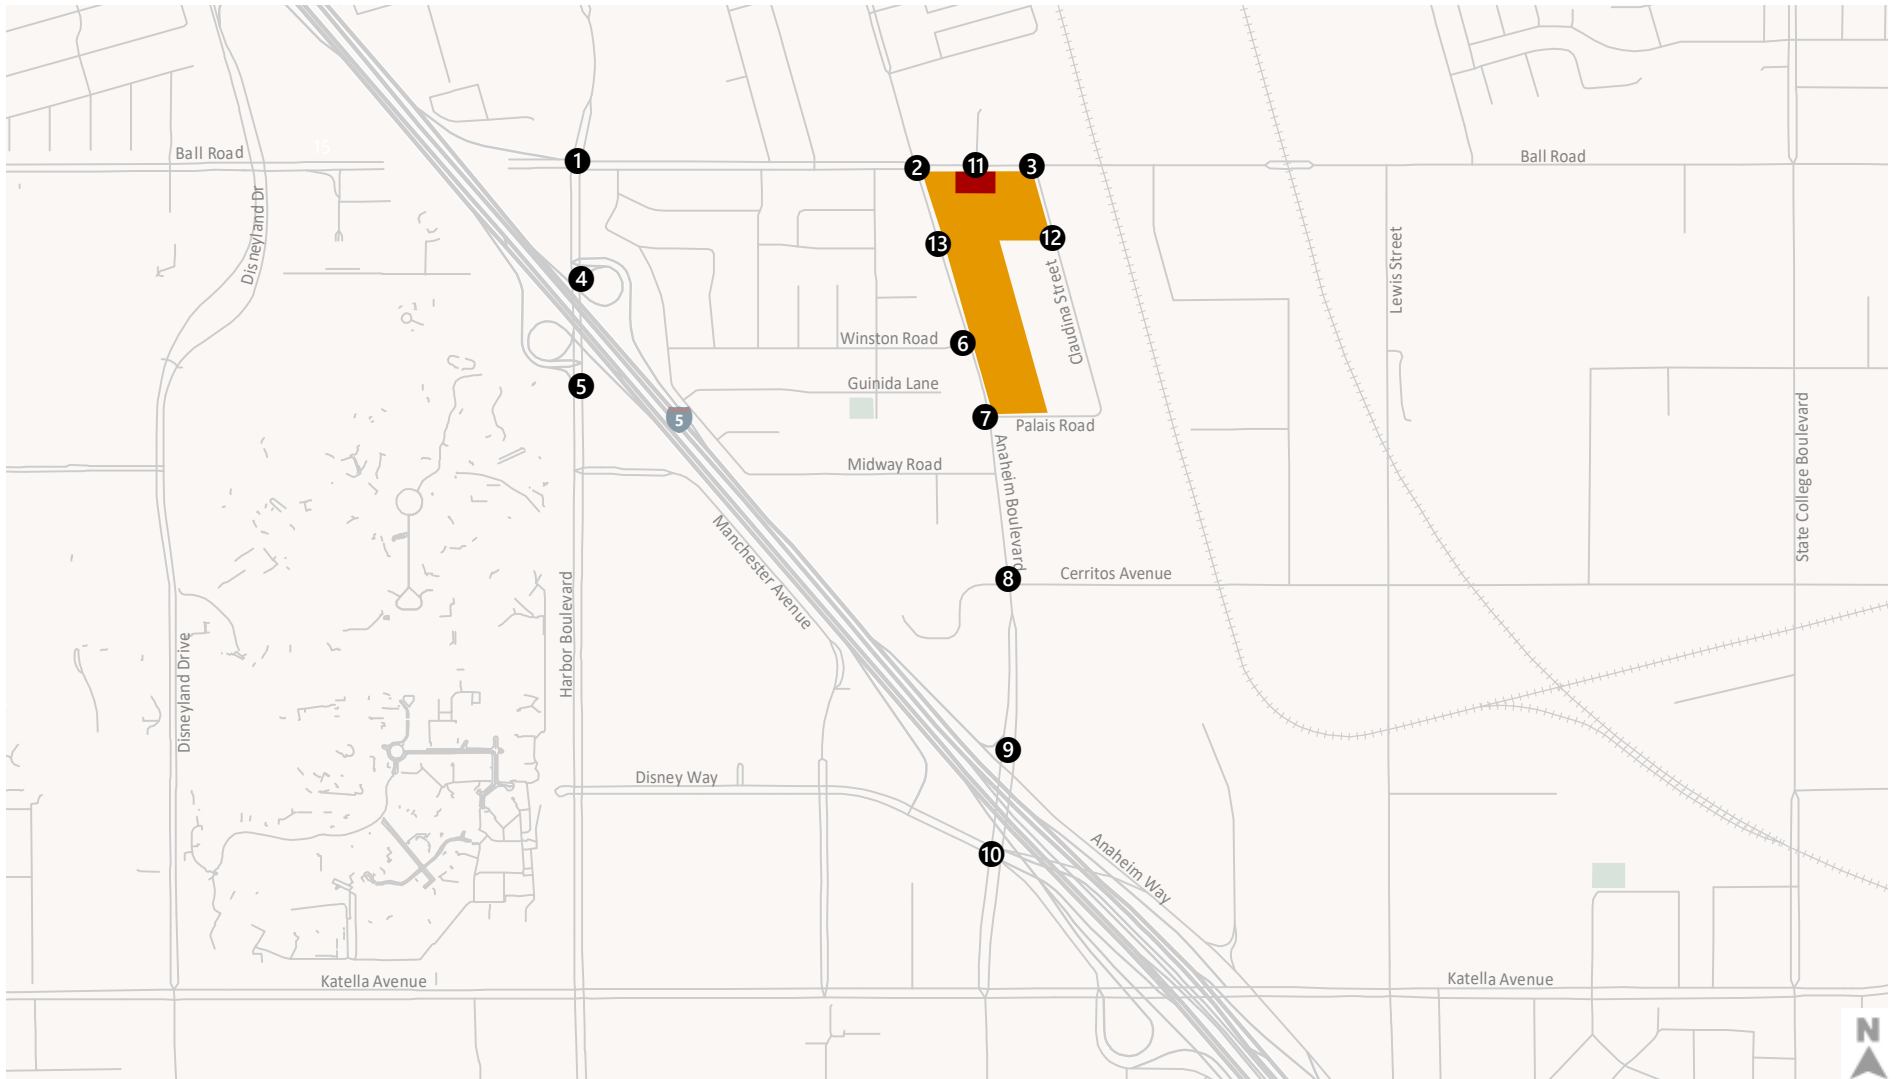 Ball Road
15
Ball Road
1
2
11
3
Disneyland Dr
13
12
4
Lewis Street
Claudina Street
Winston Road
6
5
Guinida Lane
5
7
Palais Road
Midway Road
Anaheim Boulevard
State College Boulevard
Manchester Avenue
8
Cerritos Avenue
Harbor Boulevard
Disneyland Drive
9
Disney Way
10
Anaheim Way
Katella Avenue
Katella Avenue
N